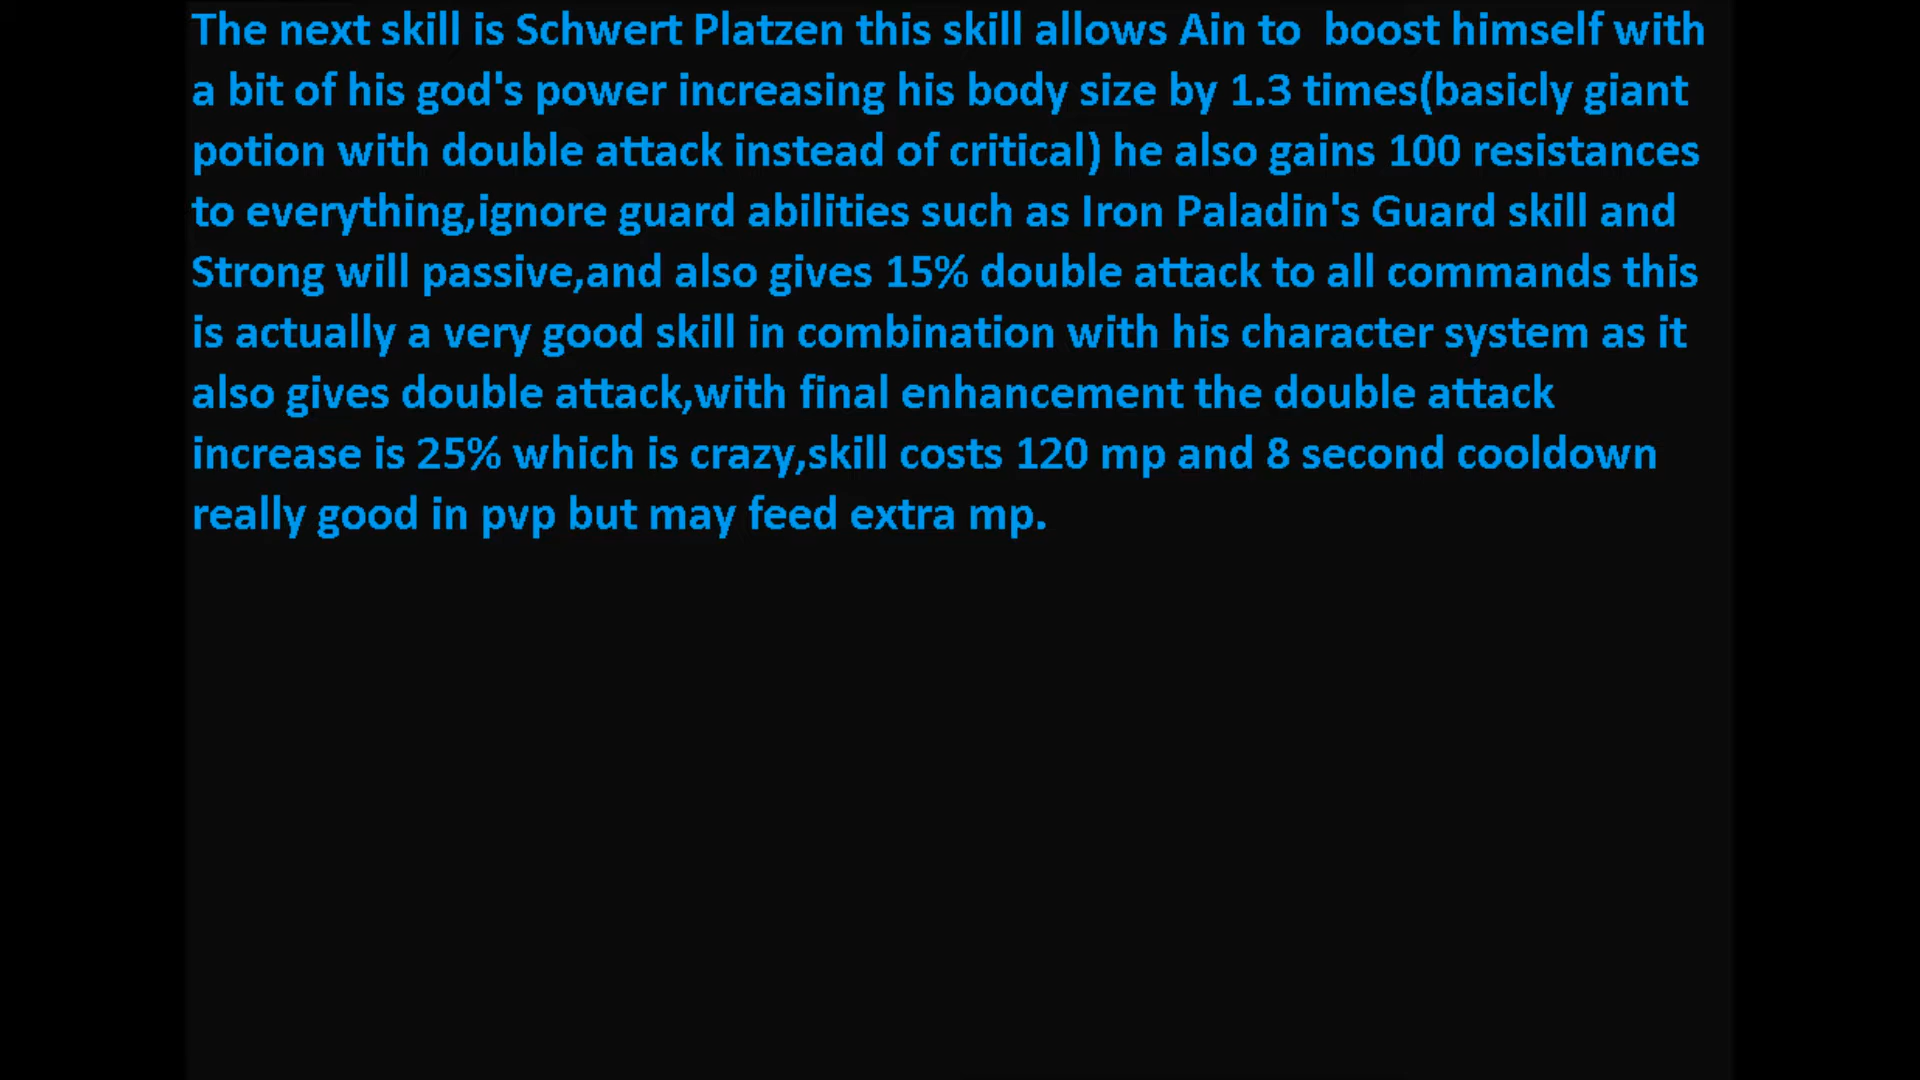 The next skill is Schwert Platzen this skill allows Ain to  boost himself with
a bit of his god's power increasing his body size by 1.3 times(basicly giant
potion with double attack instead of critical) he also gains 100 resistances
to everything,ignore guard abilities such as Iron Paladin's Guard skill and
Strong will passive,and also gives 15% double attack to all commands this
is actually a very good skill in combination with his character system as it
also gives double attack,with final enhancement the double attack
increase is 25% which is crazy,skill costs 120 mp and 8 second cooldown
really good in pvp but may feed extra mp.